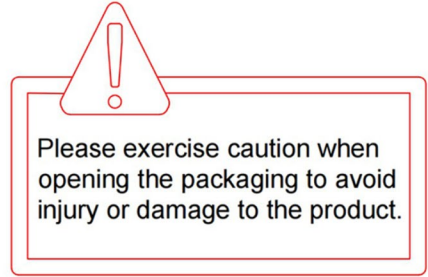 Please exercise caution when
opening the packaging to avoid
injury or damage to the product.